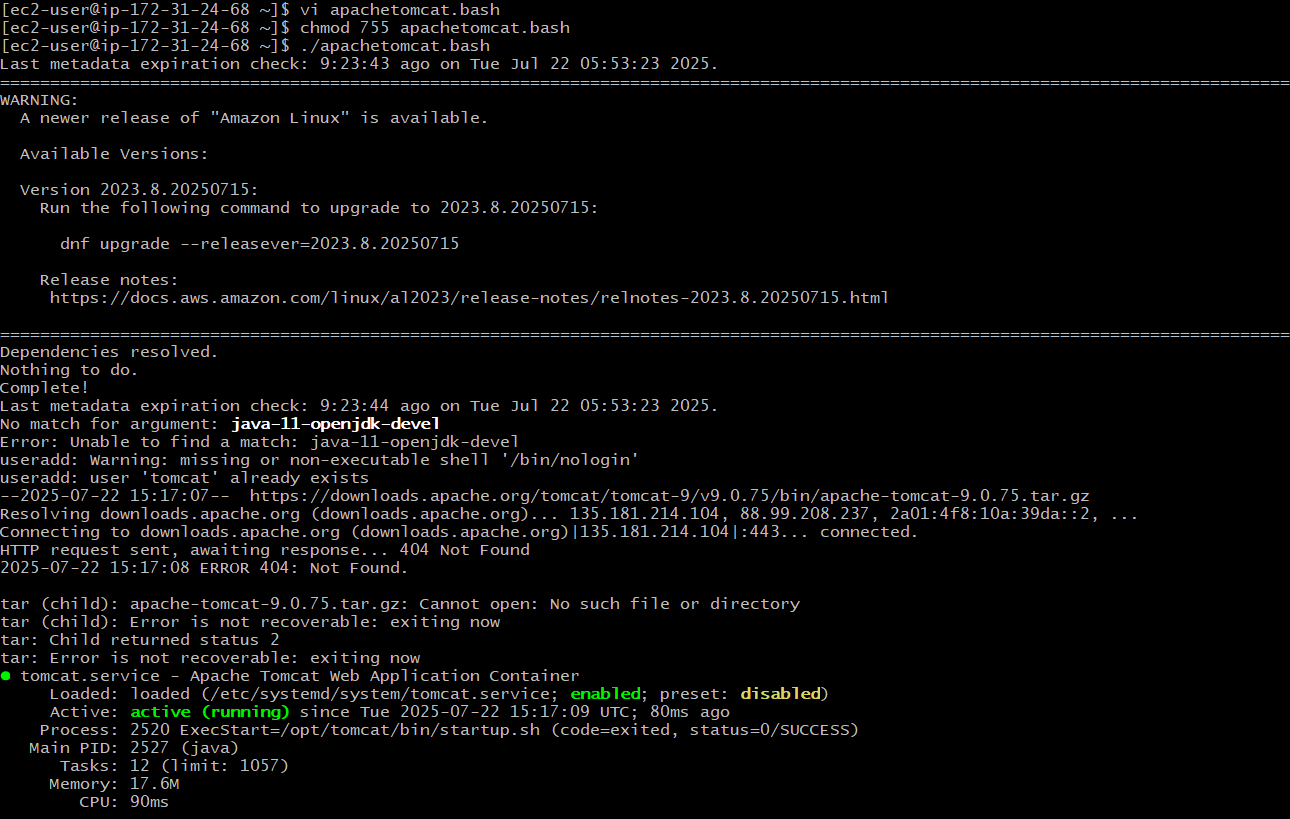 [ec2-user@ip-172-31-24-68 ~]$ vi apachetomcat.bash
[ec2-user@ip-172-31-24-68 ~]$ chmod 755 apachetomcat.bash
[ec2-user@ip-172-31-24-68 ~]$ ./apachetomcat.bash
Last metadata expiration check: 9:23:43 ago on Tue Jul 22 05:53:23 2025.
=================================================================================================================================
WARNING:
  A newer release of "Amazon Linux" is available.

  Available Versions:

  Version 2023.8.20250715:
    Run the following command to upgrade to 2023.8.20250715:

      dnf upgrade --releasever=2023.8.20250715

    Release notes:
     https://docs.aws.amazon.com/linux/al2023/release-notes/relnotes-2023.8.20250715.html

=================================================================================================================================
Dependencies resolved.
Nothing to do.
Complete!
Last metadata expiration check: 9:23:44 ago on Tue Jul 22 05:53:23 2025.
No match for argument: java-11-openjdk-devel
Error: Unable to find a match: java-11-openjdk-devel
useradd: Warning: missing or non-executable shell '/bin/nologin'
useradd: user 'tomcat' already exists
--2025-07-22 15:17:07--  https://downloads.apache.org/tomcat/tomcat-9/v9.0.75/bin/apache-tomcat-9.0.75.tar.gz
Resolving downloads.apache.org (downloads.apache.org)... 135.181.214.104, 88.99.208.237, 2a01:4f8:10a:39da::2, ...
Connecting to downloads.apache.org (downloads.apache.org)|135.181.214.104|:443... connected.
HTTP request sent, awaiting response... 404 Not Found
2025-07-22 15:17:08 ERROR 404: Not Found.

tar (child): apache-tomcat-9.0.75.tar.gz: Cannot open: No such file or directory
tar (child): Error is not recoverable: exiting now
tar: Child returned status 2
tar: Error is not recoverable: exiting now
● tomcat.service - Apache Tomcat Web Application Container
     Loaded: loaded (/etc/systemd/system/tomcat.service; enabled; preset: disabled)
     Active: active (running) since Tue 2025-07-22 15:17:09 UTC; 80ms ago
    Process: 2520 ExecStart=/opt/tomcat/bin/startup.sh (code=exited, status=0/SUCCESS)
   Main PID: 2527 (java)
      Tasks: 12 (limit: 1057)
     Memory: 17.6M
        CPU: 90ms